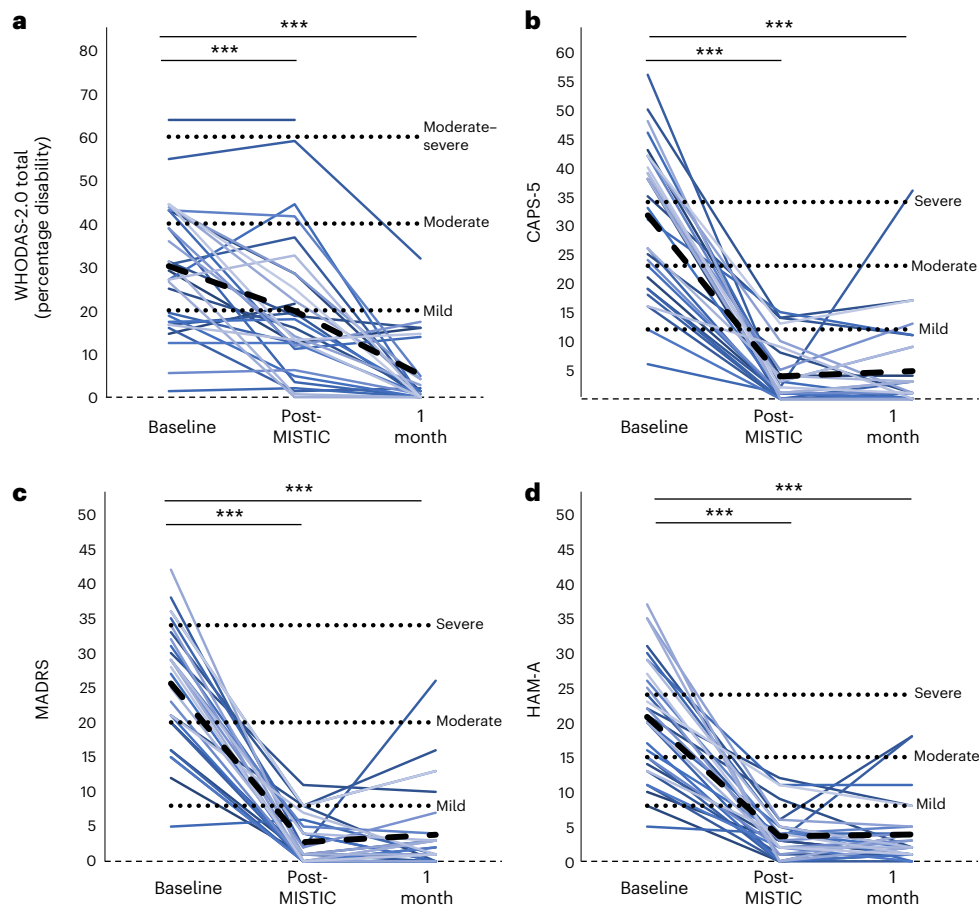 a
***
***
WHODAS-2.0 total
(percentage disability)
80
70
60
50
40
30
20
10
0
Moderate–
severe
Moderate
Mild
Baseline
Post-
MISTIC
1
month
b
***
***
CAPS-5
60
55
50
45
40
35
30
25
20
15
10
5
Severe
Moderate
Mild
Baseline
Post-
MISTIC
1
month
c
***
***
MADRS
50
45
40
35
30
25
20
15
10
5
0
Severe
Moderate
Mild
Baseline
Post-
MISTIC
1
month
d
***
***
HAM-A
50
45
40
35
30
25
20
15
10
5
0
Severe
Moderate
Mild
Baseline
Post-
MISTIC
1
month